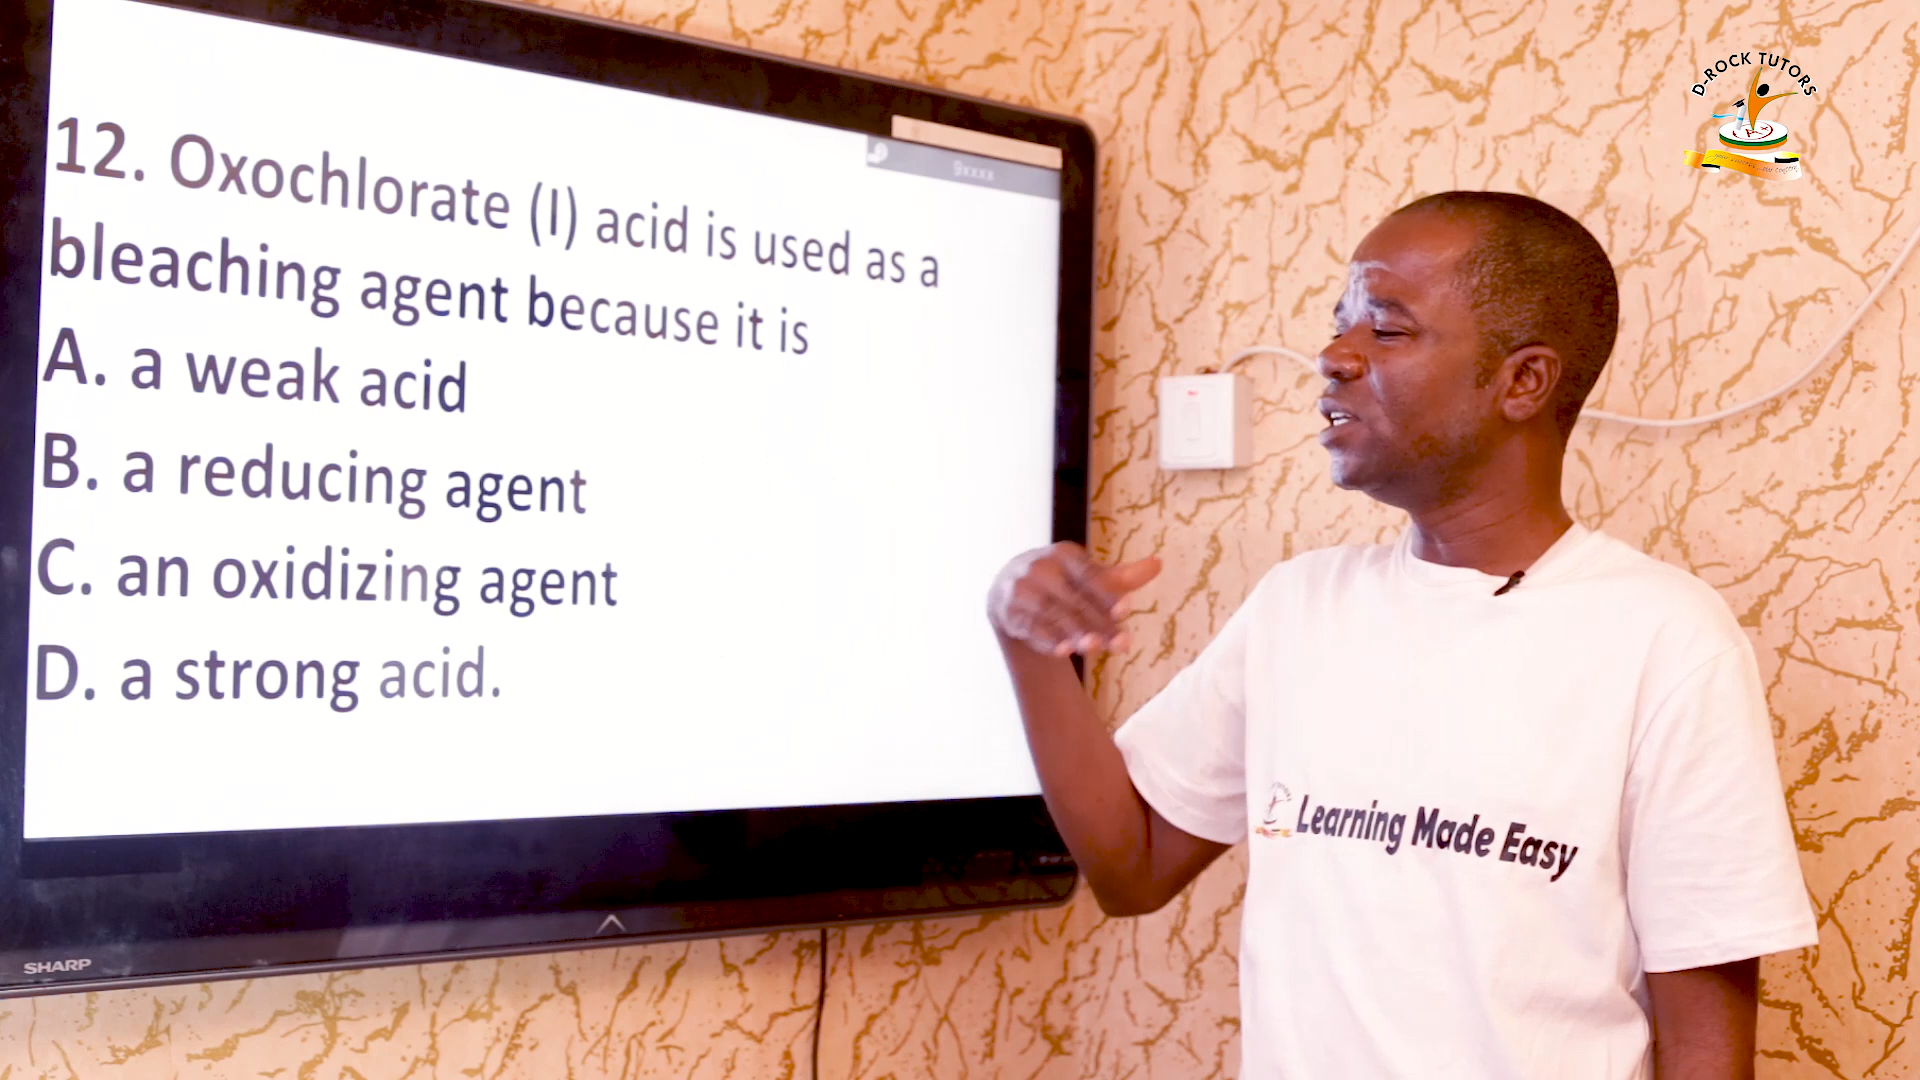 12. Oxochlorate (I) acid is used as a
bleaching agent because it is
A. a weak acid
B. a reducing agent
C. an oxidizing agent
D. a strong acid.
SHARP
D-ROCK TUTORS
A+
Learning Made Easy